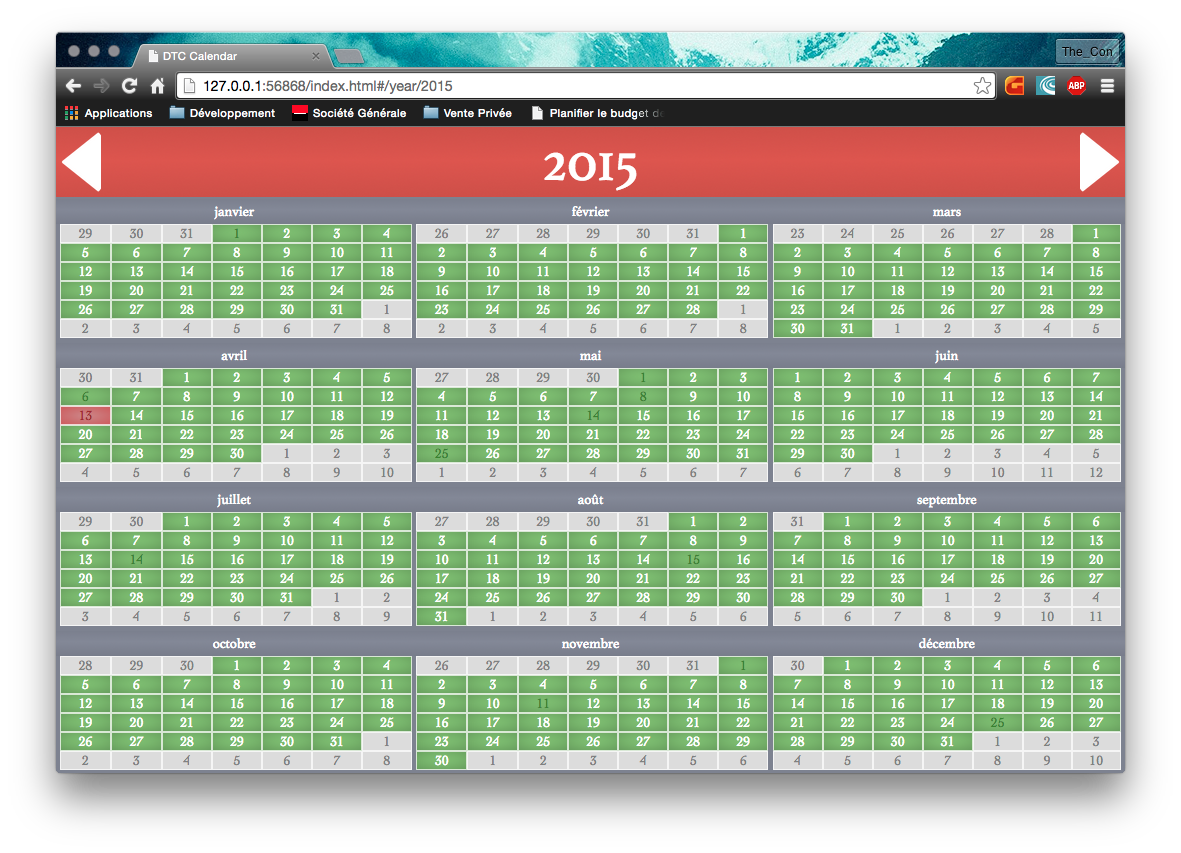 DTC Calendar
The_Con
127.0.0.1:56868/index.html#/year/2015
ABP
Applications Développement Société Générale Vente Privée Planifier le budget de
2015
janvier février mars
29 30 31 1 2 3 4 26 27 28 29 30 31 1 23 24 25 26 27 28 1
5 6 7 8 9 10 11 2 3 4 5 6 7 8 2 3 4 5 6 7 8
12 13 14 15 16 17 18 9 10 11 12 13 14 15 9 10 11 12 13 14 15
19 20 21 22 23 24 25 16 17 18 19 20 21 22 16 17 18 19 20 21 22
26 27 28 29 30 31 1 23 24 25 26 27 28 1 23 24 25 26 27 28 29
2 3 4 5 6 7 8 2 3 4 5 6 7 8 30 31 1 2 3 4 5
avril mai juin
30 31 1 2 3 4 5 27 28 29 30 1 2 3 1 2 3 4 5 6 7
6 7 8 9 10 11 12 4 5 6 7 8 9 10 8 9 10 11 12 13 14
13 14 15 16 17 18 19 11 12 13 14 15 16 17 15 16 17 18 19 20 21
20 21 22 23 24 25 26 18 19 20 21 22 23 24 22 23 24 25 26 27 28
27 28 29 30 1 2 3 25 26 27 28 29 30 31 29 30 1 2 3 4 5
4 5 6 7 8 9 10 1 2 3 4 5 6 7 6 7 8 9 10 11 12
juillet août septembre
29 30 1 2 3 4 5 27 28 29 30 31 1 2 31 1 2 3 4 5 6
6 7 8 9 10 11 12 3 4 5 6 7 8 9 7 8 9 10 11 12 13
13 14 15 16 17 18 19 10 11 12 13 14 15 16 14 15 16 17 18 19 20
20 21 22 23 24 25 26 17 18 19 20 21 22 23 21 22 23 24 25 26 27
27 28 29 30 31 1 2 24 25 26 27 28 29 30 28 29 30 1 2 3 4
3 4 5 6 7 8 9 31 1 2 3 4 5 6 5 6 7 8 9 10 11
octobre novembre décembre
28 29 30 1 2 3 4 26 27 28 29 30 31 1 30 1 2 3 4 5 6
5 6 7 8 9 10 11 2 3 4 5 6 7 8 7 8 9 10 11 12 13
12 13 14 15 16 17 18 9 10 11 12 13 14 15 14 15 16 17 18 19 20
19 20 21 22 23 24 25 16 17 18 19 20 21 22 21 22 23 24 25 26 27
26 27 28 29 30 31 1 23 24 25 26 27 28 29 28 29 30 31 1 2 3
2 3 4 5 6 7 8 30 1 2 3 4 5 6 4 5 6 7 8 9 10